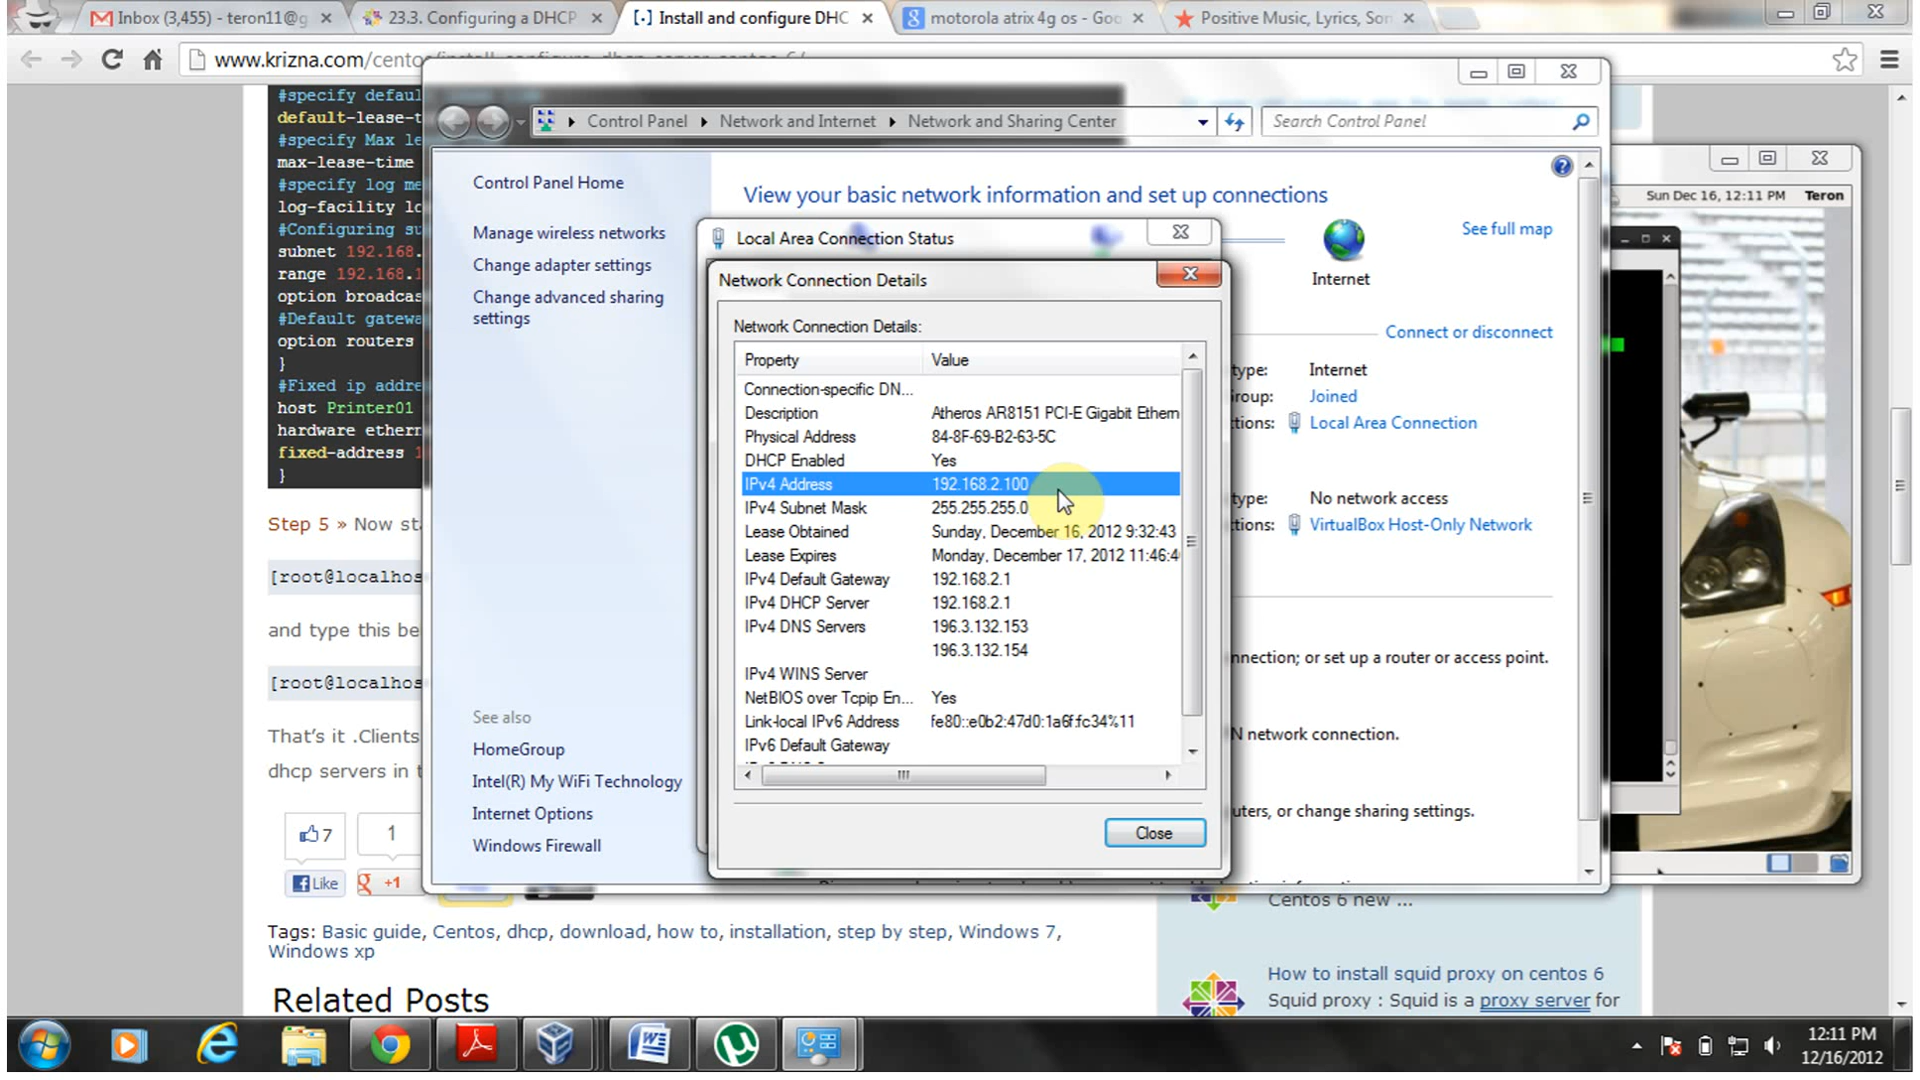 Inbox (3,455) - teron11@g
23.3. Configuring a DHCP
[.] Install and configure DHC
motorola atrix 4g os - Goo
Positive Music, Lyrics, Son
www.krizna.com/centos/install-configure-dhcp-server-centos-6/
#specify defaul
default-lease-t
#specify Max le
max-lease-time
#specify log me
log-facility lo
#Configuring su
subnet 192.168.
range 192.168.1
option broadcas
#Default gatewa
option routers
}
#Fixed ip addre
host Printer01
hardware ethern
fixed-address 1
}
Step 5 » Now sta
[root@localhos
and type this be
[root@localhos
That's it .Clients
dhcp servers in t
7
1
Like
+1
Tags: Basic guide, Centos, dhcp, download, how to, installation, step by step, Windows 7,
Windows xp
Related Posts
Control Panel
Network and Internet
Network and Sharing Center
Search Control Panel
Control Panel Home
Manage wireless networks
Change adapter settings
Change advanced sharing
settings
See also
HomeGroup
Intel(R) My WiFi Technology
Internet Options
Windows Firewall
View your basic network information and set up connections
See full map
Internet
Connect or disconnect
ype: Internet
roup: Joined
tions: Local Area Connection
type: No network access
tions: VirtualBox Host-Only Network
nnection; or set up a router or access point.
N network connection.
uters, or change sharing settings.
Local Area Connection Status
Network Connection Details
Network Connection Details:
Property Value
Connection-specific DN...
Description Atheros AR8151 PCI-E Gigabit Ethern
Physical Address 84-8F-69-B2-63-5C
DHCP Enabled Yes
IPv4 Address 192.168.2.100
IPv4 Subnet Mask 255.255.255.0
Lease Obtained Sunday, December 16, 2012 9:32:43
Lease Expires Monday, December 17, 2012 11:46:4
IPv4 Default Gateway 192.168.2.1
IPv4 DHCP Server 192.168.2.1
IPv4 DNS Servers 196.3.132.153
196.3.132.154
IPv4 WINS Server
NetBIOS over Tcpip En... Yes
Link-local IPv6 Address fe80::e0b2:47d0:1a6f:fc34%11
IPv6 Default Gateway
Close
Sun Dec 16, 12:11 PM Teron
Centos 6 new ...
How to install squid proxy on centos 6
Squid proxy : Squid is a proxy server for
12:11 PM
12/16/2012